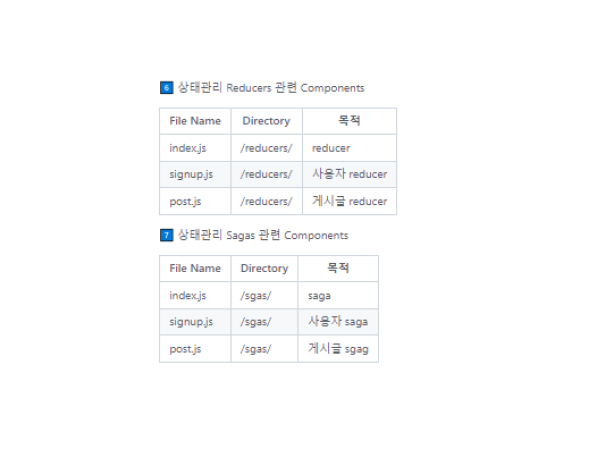 6 상태관리 Reducers 관련 Components
File Name Directory 목적
index.js /reducers/ reducer
signup.js /reducers/ 사용자 reducer
post.js /reducers/ 게시글 reducer
7 상태관리 Sagas 관련 Components
File Name Directory 목적
index.js /sgas/ saga
signup.js /sgas/ 사용자 saga
post.js /sgas/ 게시글 sgag